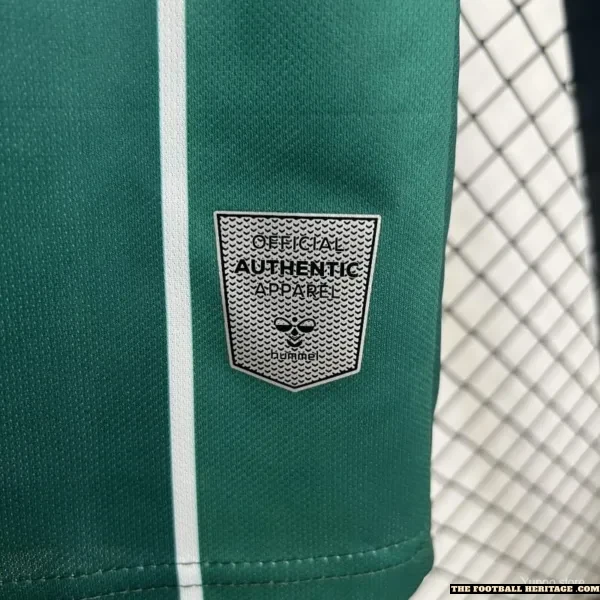 OFFICIAL
AUTHENTIC
APPAREL
hummel
THE FOOTBALL HERITAGE .COM